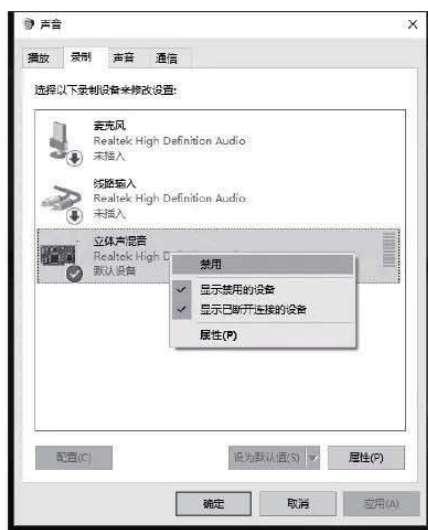 声音
播放 录制 声音 通信
选择以下录制设备来修改设置:
麦克风
Realtek High Definition Audio
未插入
线路输入
Realtek High Definition Audio
未插入
立体声混音
Realtek High D
默认设备
禁用
显示禁用的设备
显示已断开连接的设备
属性(P)
配置(C)
设为默认值(S)
属性(P)
确定 取消 应用(A)